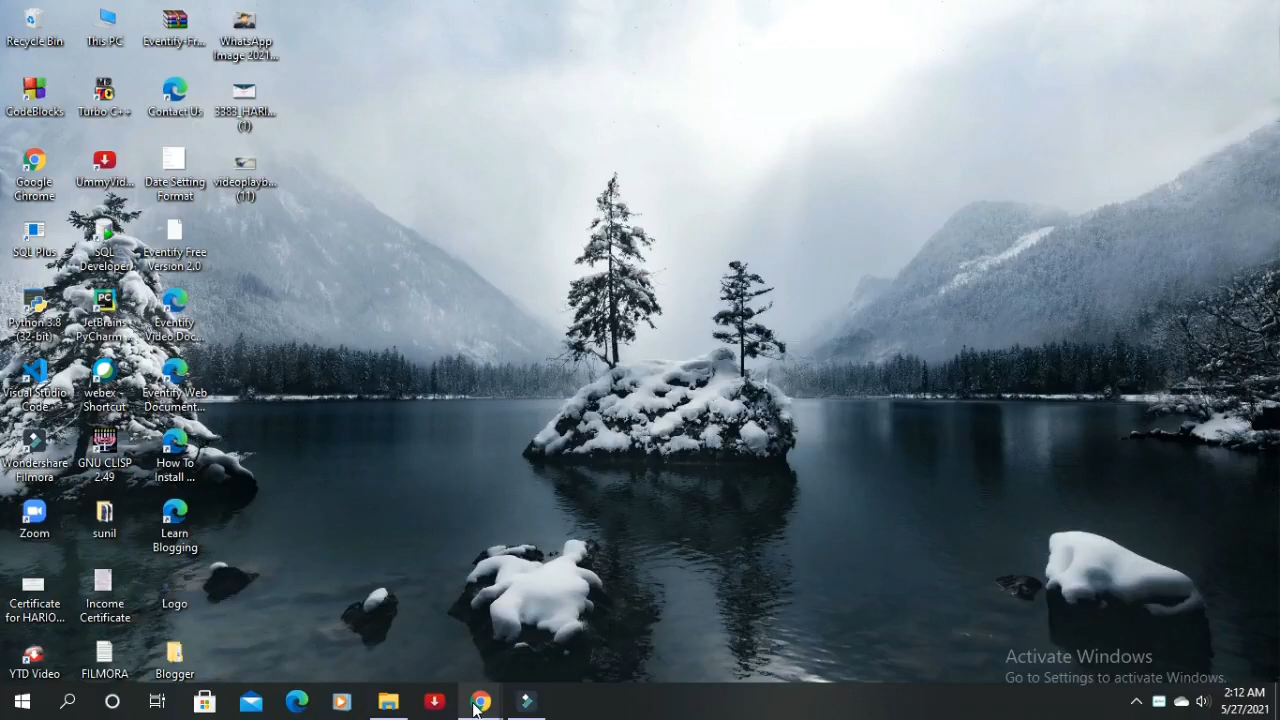 Recycle Bin
This PC
Eventify-Fr...
WhatsApp
Image 2021...
CodeBlocks
Turbo C++
Contact Us
3383_HARI...
(1)
Google
Chrome
UmmyVid...
Date Setting
Format
videoplayb...
(11)
SQL Plus
SQL
Developer
Eventify Free
Version 2.0
Python 3.8
(32-bit)
JetBrains
PyCharm ...
Eventify
Video Doc...
Visual Studio
Code
webex -
Shortcut
Eventify Web
Document...
Wondershare
Filmora
GNU CLISP
2.49
How To
Install ...
Zoom
sunil
Learn
Blogging
Certificate
for HARIO...
Income
Certificate
Logo
YTD Video
FILMORA
Blogger
Activate Windows
Go to Settings to activate Windows.
2:12 AM
5/27/2021